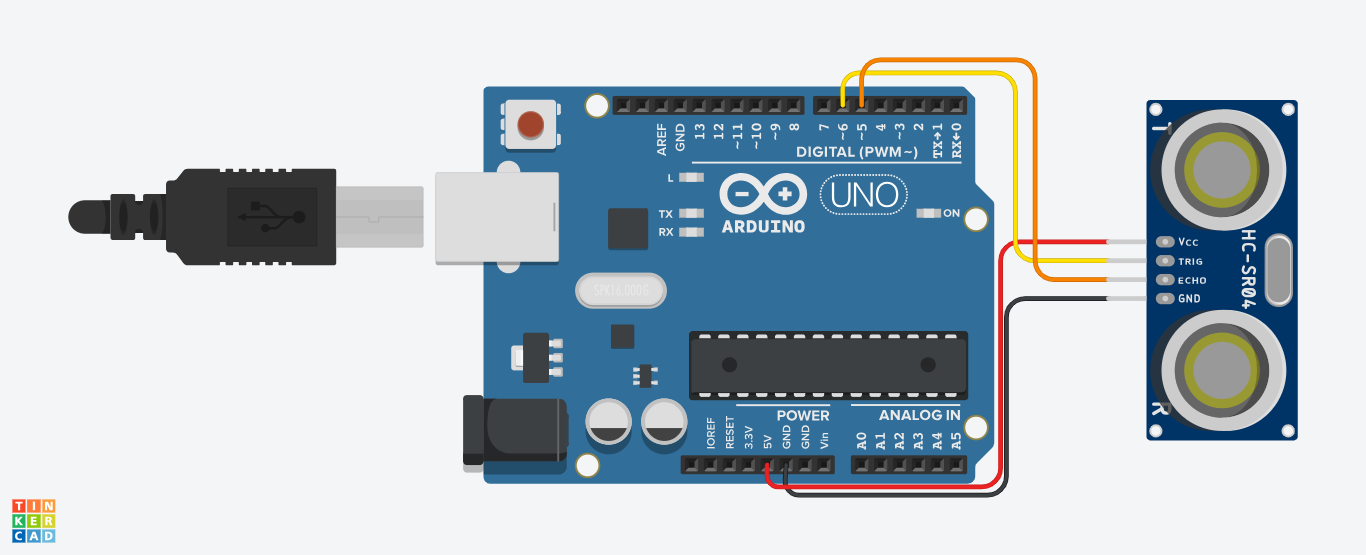 AREF
GND
13
12
~11
~10
~9
8
7
~6
~5
4
~3
2
TX→1
RX←0
DIGITAL (PWM~)
L
TX
RX
ARDUINO
UNO
ON
SPK16.000G
T
HC-SR04
VCC
TRIG
ECHO
GND
R
POWER
ANALOG IN
IOREF
RESET
3.3V
5V
GND
GND
Vin
A0
A1
A2
A3
A4
A5
TIN
KER
CAD